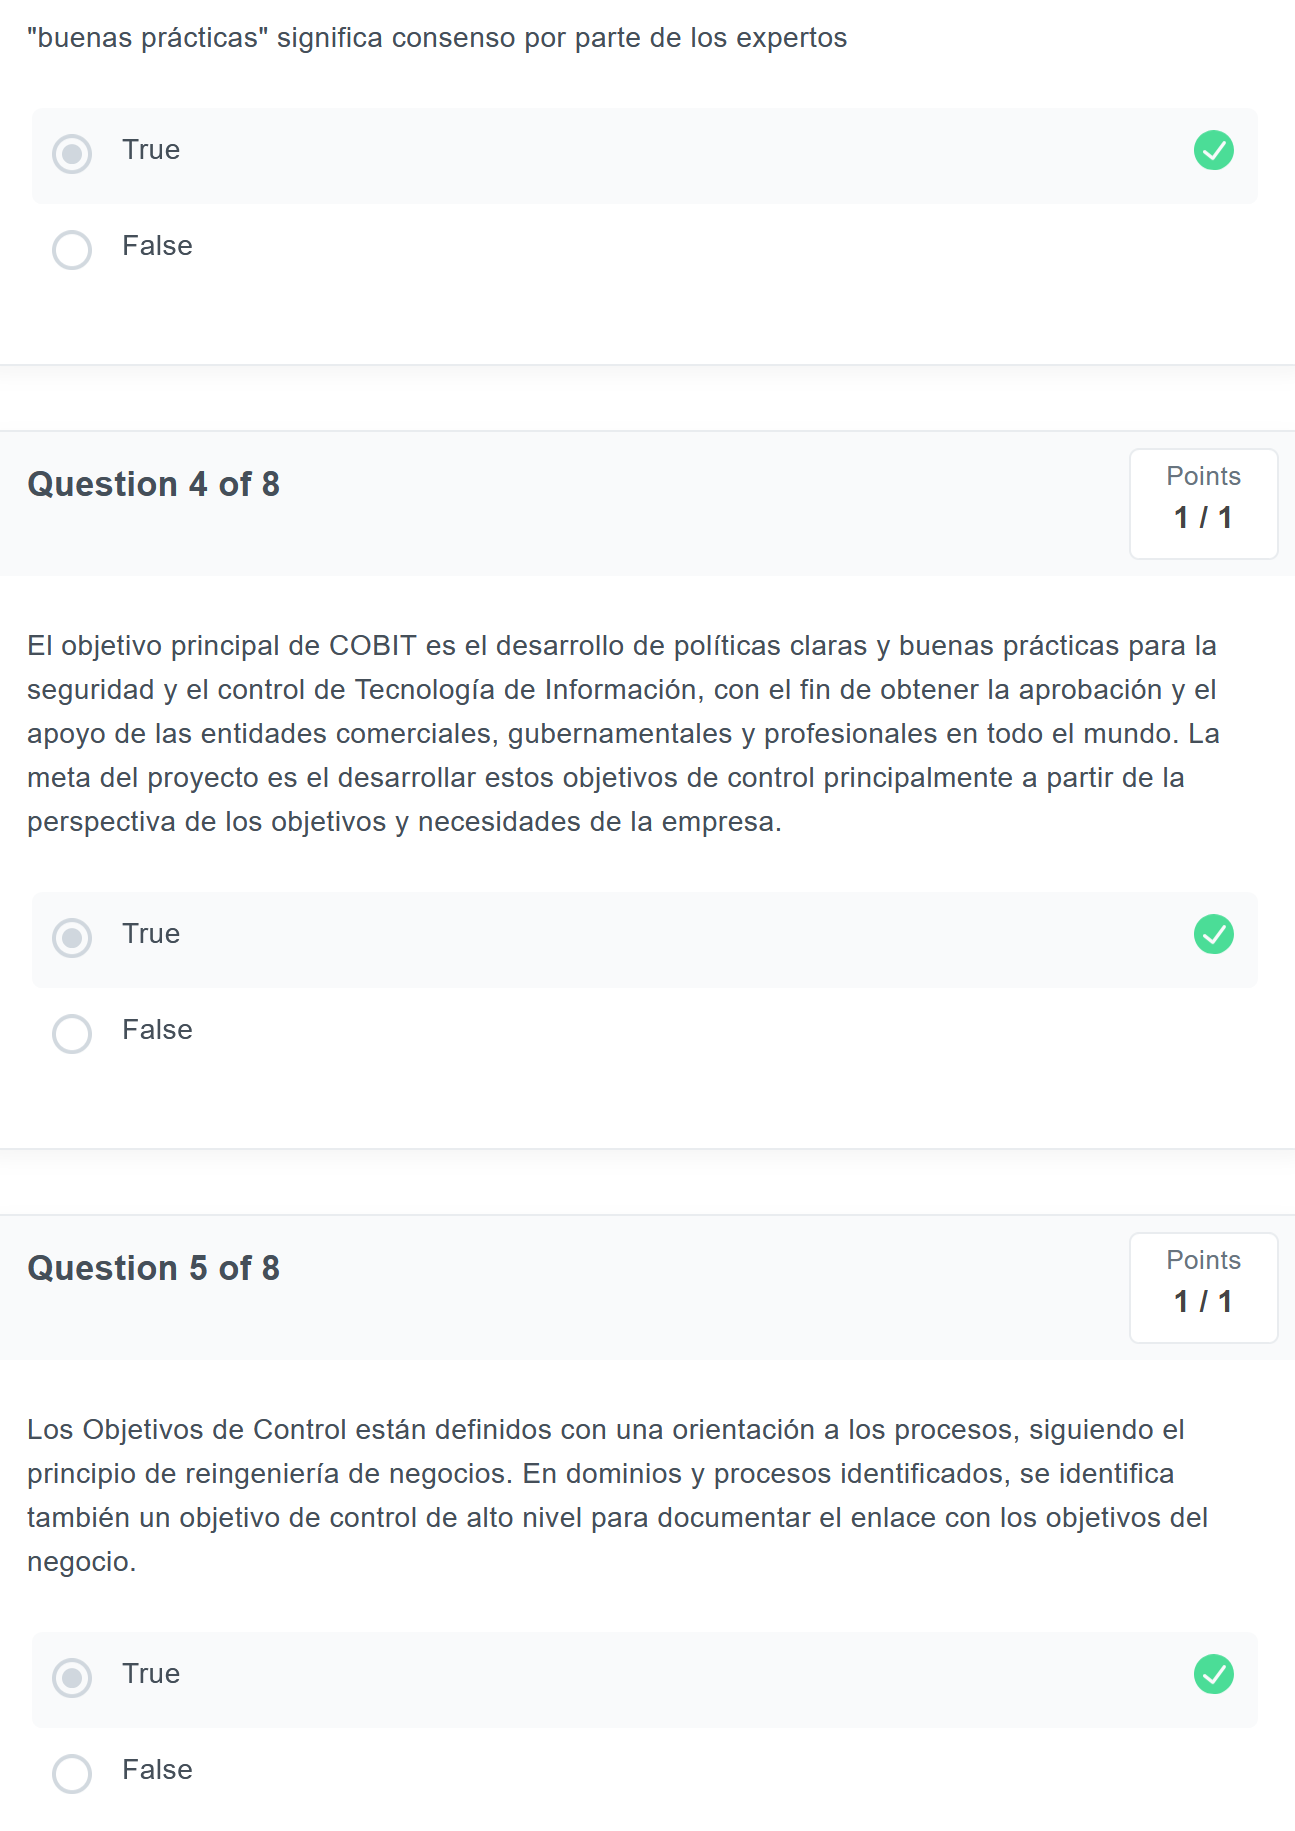 "buenas prácticas" significa consenso por parte de los expertos
True
False
Question 4 of 8
Points
1 / 1
El objetivo principal de COBIT es el desarrollo de políticas claras y buenas prácticas para la
seguridad y el control de Tecnología de Información, con el fin de obtener la aprobación y el
apoyo de las entidades comerciales, gubernamentales y profesionales en todo el mundo. La
meta del proyecto es el desarrollar estos objetivos de control principalmente a partir de la
perspectiva de los objetivos y necesidades de la empresa.
True
False
Question 5 of 8
Points
1 / 1
Los Objetivos de Control están definidos con una orientación a los procesos, siguiendo el
principio de reingeniería de negocios. En dominios y procesos identificados, se identifica
también un objetivo de control de alto nivel para documentar el enlace con los objetivos del
negocio.
True
False